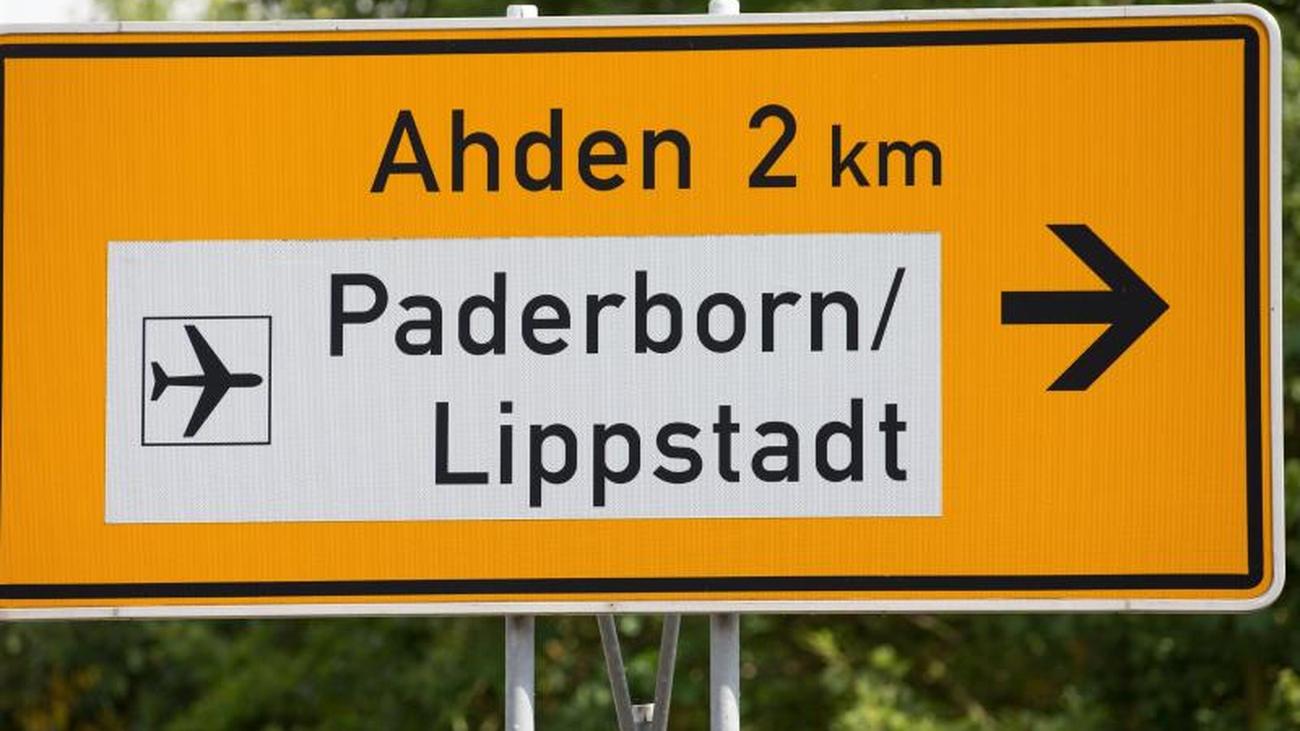 Ahden 2 km
Paderborn/
Lippstadt